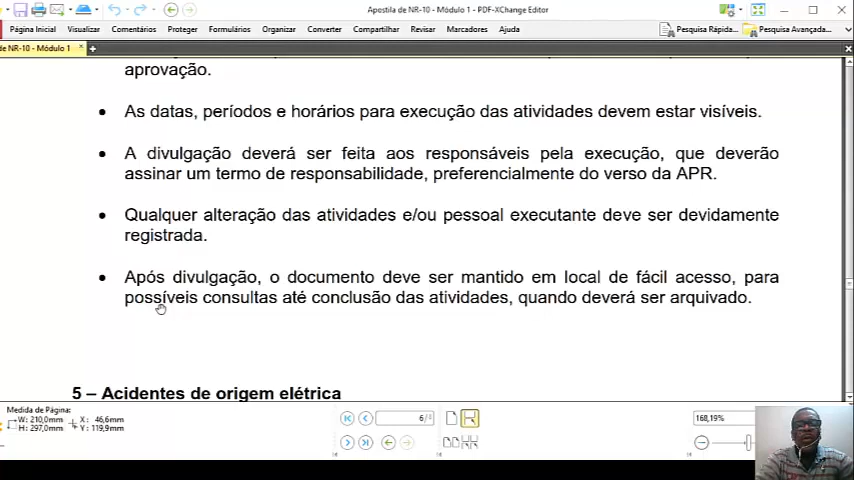 Apostila de NR-10 - Módulo 1 - PDF-XChange Editor
Página Inicial Visualizar Comentários Proteger Formulários Organizar Converter Compartilhar Revisar Marcadores Ajuda Pesquisa Rápida... Pesquisa Avançada...
de NR-10 - Módulo 1
aprovação.
• As datas, períodos e horários para execução das atividades devem estar visíveis.
• A divulgação deverá ser feita aos responsáveis pela execução, que deverão
assinar um termo de responsabilidade, preferencialmente do verso da APR.
• Qualquer alteração das atividades e/ou pessoal executante deve ser devidamente
registrada.
• Após divulgação, o documento deve ser mantido em local de fácil acesso, para
possíveis consultas até conclusão das atividades, quando deverá ser arquivado.
5 – Acidentes de origem elétrica
Medida de Página:
W: 210,0mm X: 46,6mm
H: 297,0mm Y: 119,9mm
6/
168,19%